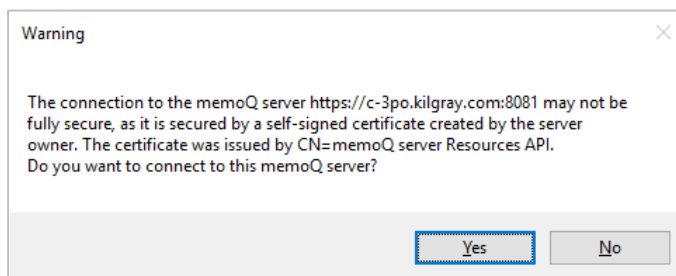 Warning
The connection to the memoQ server https://c-3po.kilgray.com:8081 may not be
fully secure, as it is secured by a self-signed certificate created by the server
owner. The certificate was issued by CN=memoQ server Resources API.
Do you want to connect to this memoQ server?
Yes No